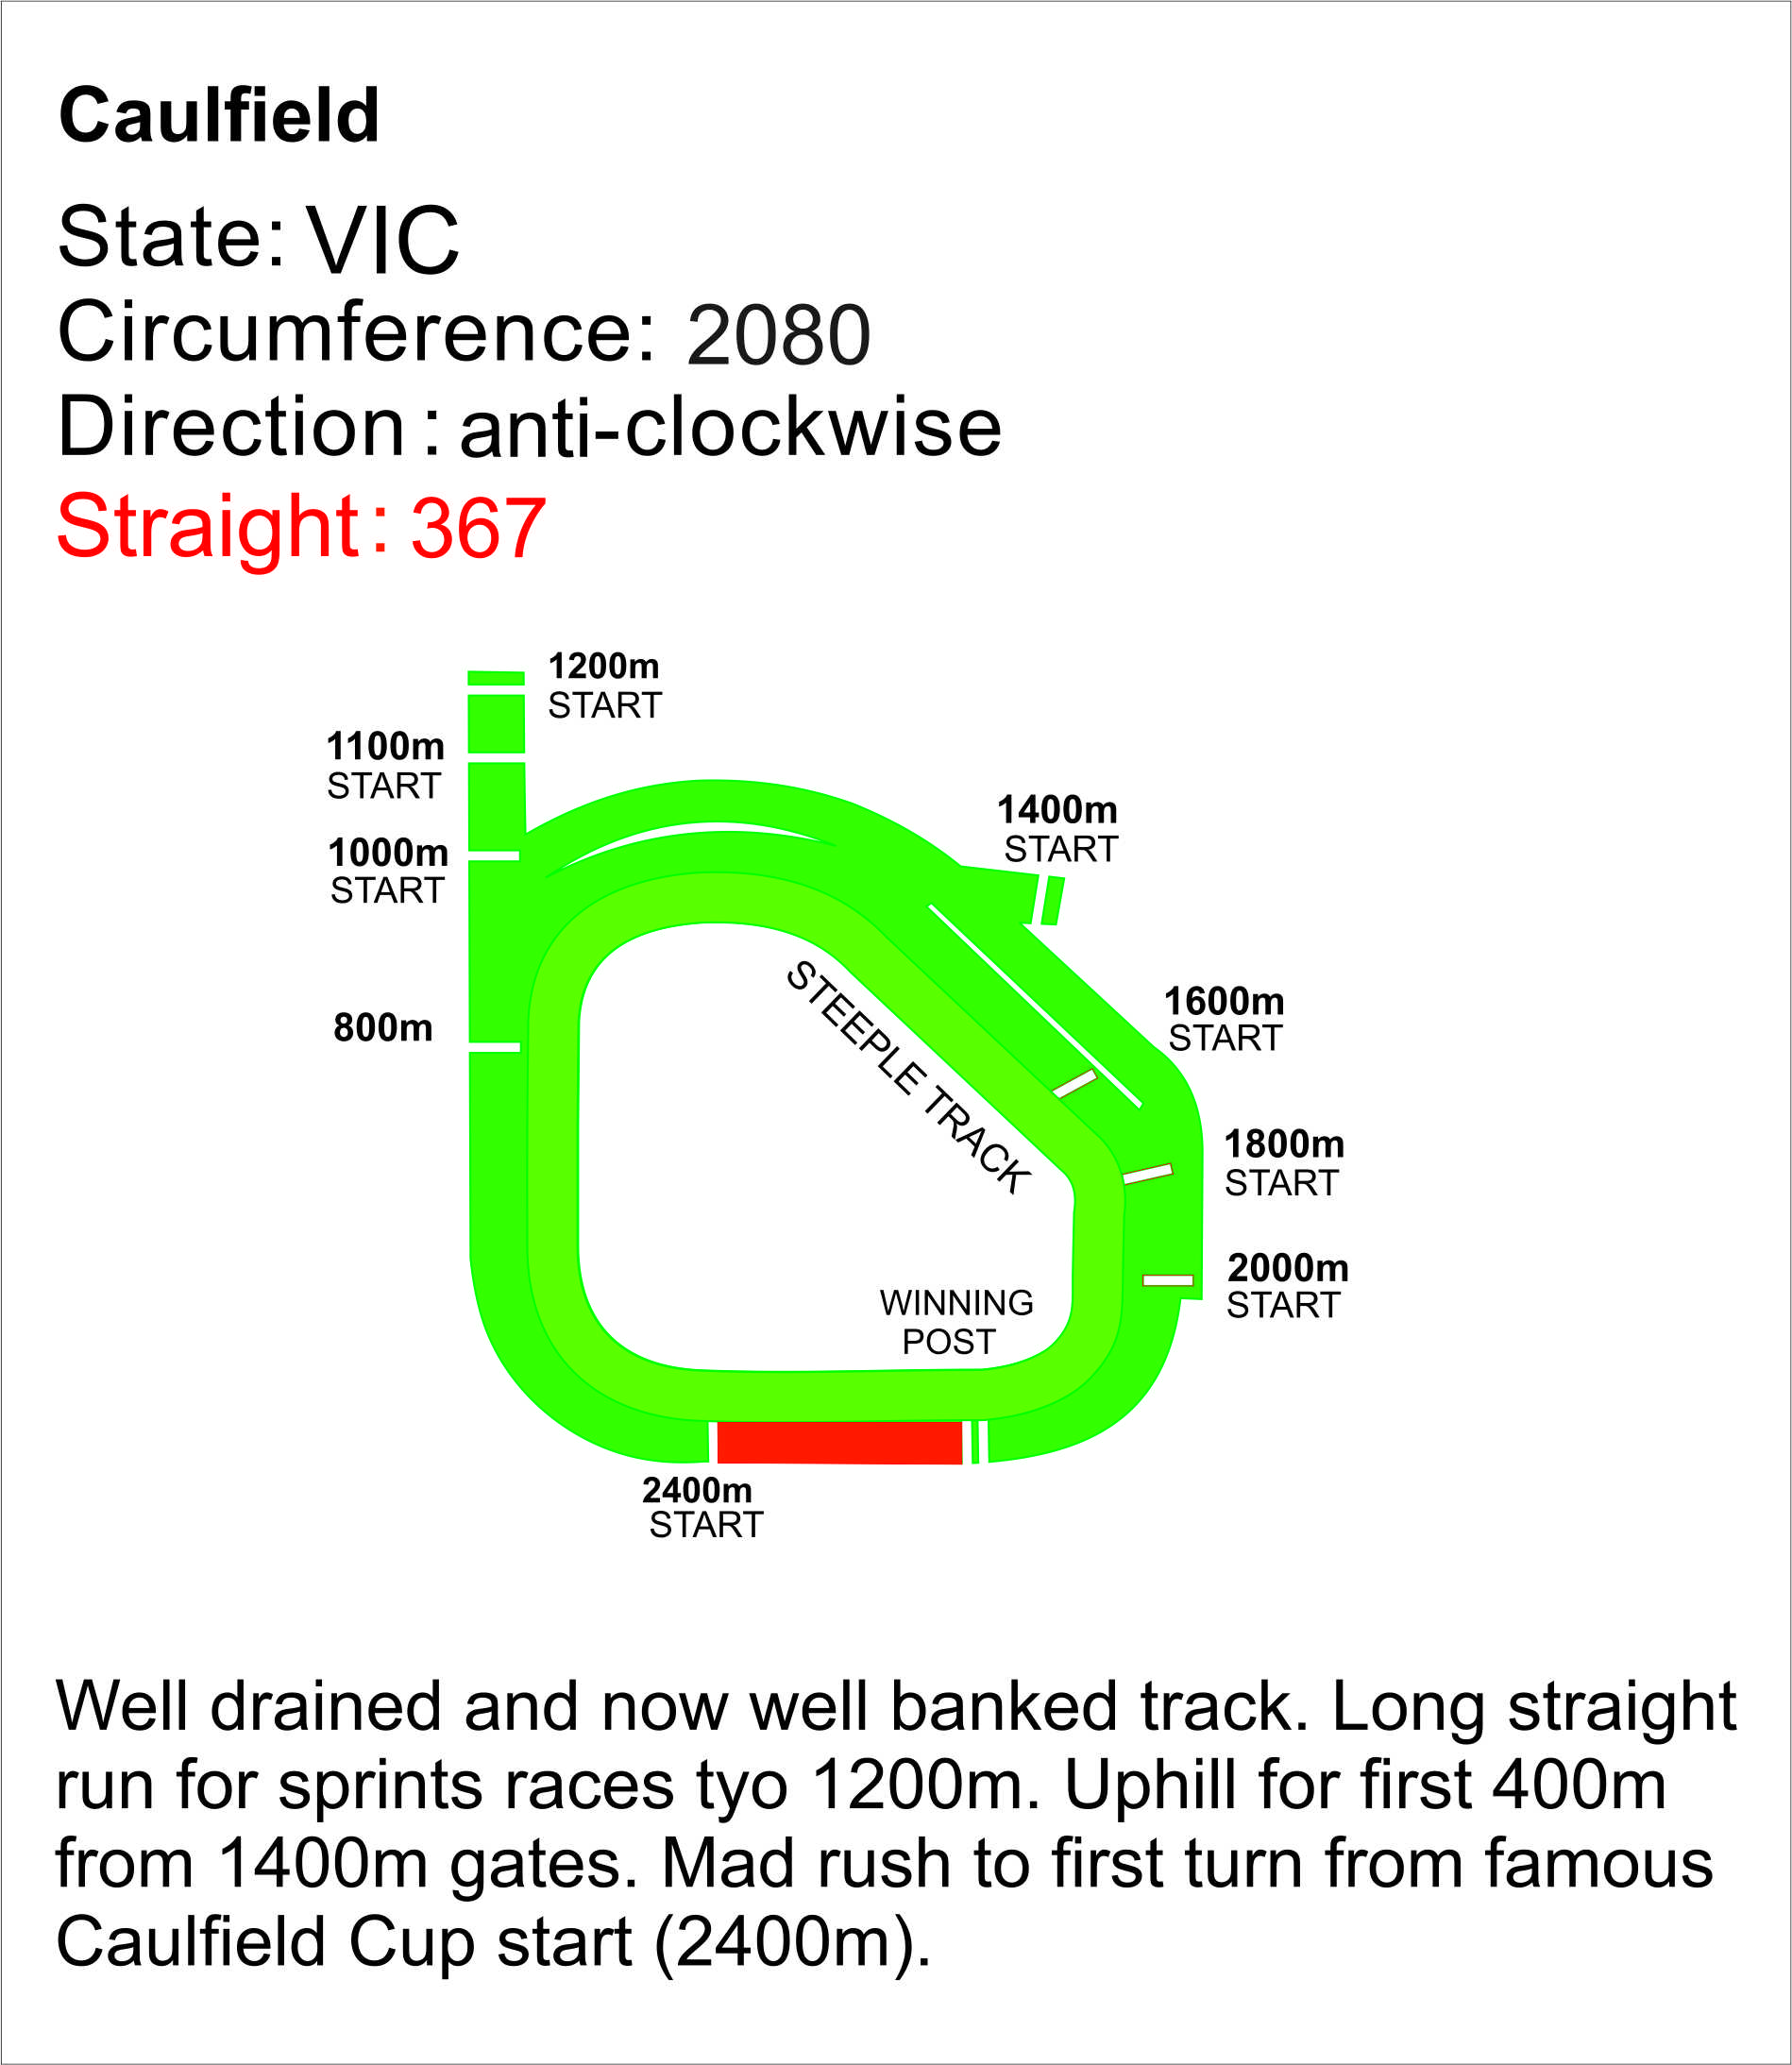 Caulfield
State: VIC
Circumference: 2080
Direction : anti-clockwise
Straight : 367
1200m
START
1100m
START
1400m
START
1000m
START
STEEPLE TRACK
1600m
START
800m
1800m
START
2000m
START
WINNING
POST
2400m
START
Well drained and now well banked track. Long straight
run for sprints races tyo 1200m. Uphill for first 400m
from 1400m gates. Mad rush to first turn from famous
Caulfield Cup start (2400m).